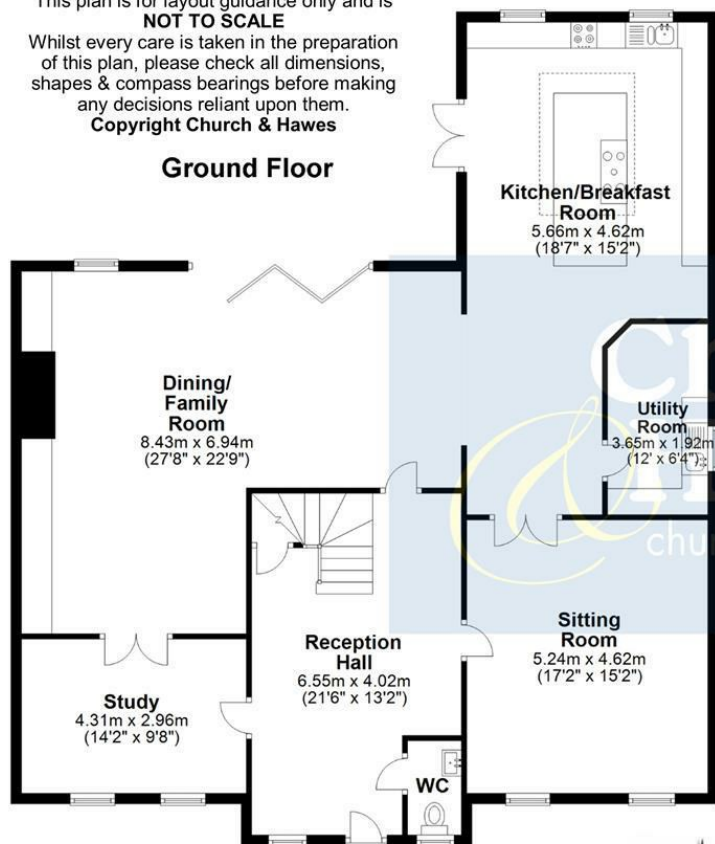 This plan is for layout guidance only and is
NOT TO SCALE
Whilst every care is taken in the preparation
of this plan, please check all dimensions,
shapes & compass bearings before making
any decisions reliant upon them.
Copyright Church & Hawes
Ground Floor
Kitchen/Breakfast
Room
5.66m x 4.62m
(18'7" x 15'2")
Dining/
Family
Room
8.43m x 6.94m
(27'8" x 22'9")
Utility
Room
3.65m x 1.92m
(12' x 6'4")
Reception
Hall
6.55m x 4.02m
(21'6" x 13'2")
Sitting
Room
5.24m x 4.62m
(17'2" x 15'2")
Study
4.31m x 2.96m
(14'2" x 9'8")
WC
&